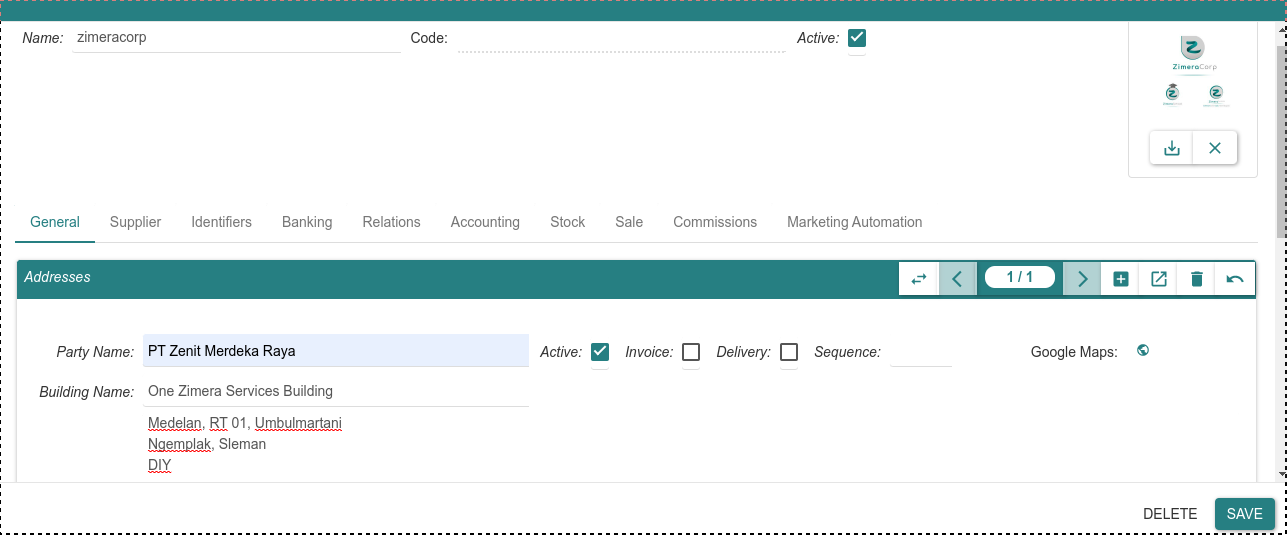 Name: zimeracorp Code: Active:
ZimeraCorp
General Supplier Identifiers Banking Relations Accounting Stock Sale Commissions Marketing Automation
Addresses 1 / 1
Party Name: PT Zenit Merdeka Raya Active: Invoice: Delivery: Sequence: Google Maps:
Building Name: One Zimera Services Building
Medelan, RT 01, Umbulmartani
Ngemplak, Sleman
DIY
DELETE SAVE